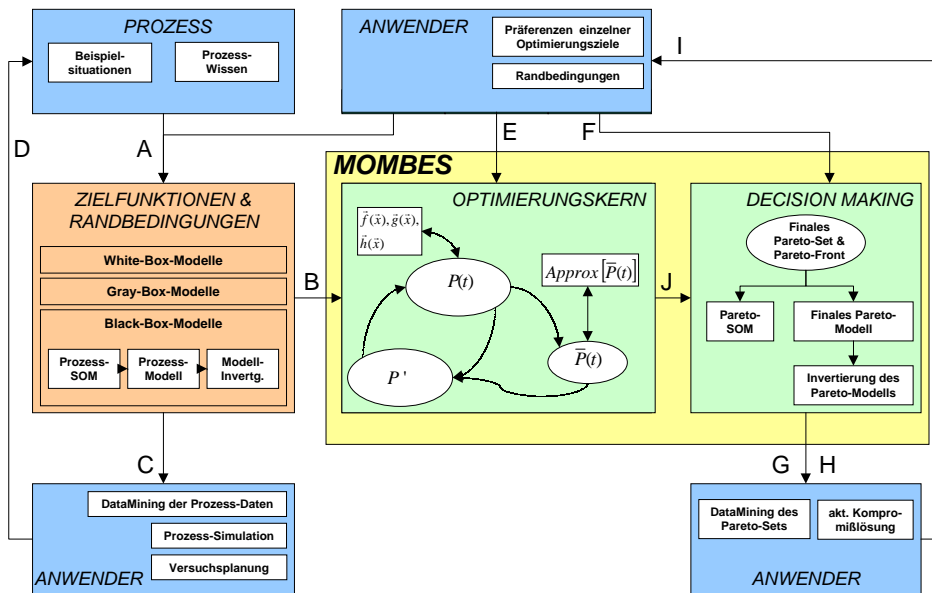 PROZESS
Beispiel-
situationen
Prozess-
Wissen
ANWENDER
Präferenzen einzelner
Optimierungsziele
Randbedingungen
I
D
A
E
F
MOMBES
ZIELFUNKTIONEN &
RANDBEDINGUNGEN
White-Box-Modelle
Gray-Box-Modelle
Black-Box-Modelle
Prozess-
SOM
Prozess-
Modell
Modell-
Invertg.
B
OPTIMIERUNGSKERN
f⃗(x⃗), g⃗(x⃗),
h⃗(x⃗)
P(t)
Approx [P̅(t)]
P̅(t)
P'
J
DECISION MAKING
Finales
Pareto-Set &
Pareto-Front
Pareto-
SOM
Finales Pareto-
Modell
Invertierung des
Pareto-Modells
C
G H
DataMining der Prozess-Daten
Prozess-Simulation
Versuchsplanung
ANWENDER
DataMining des
Pareto-Sets
akt. Kompro-
mißlösung
ANWENDER